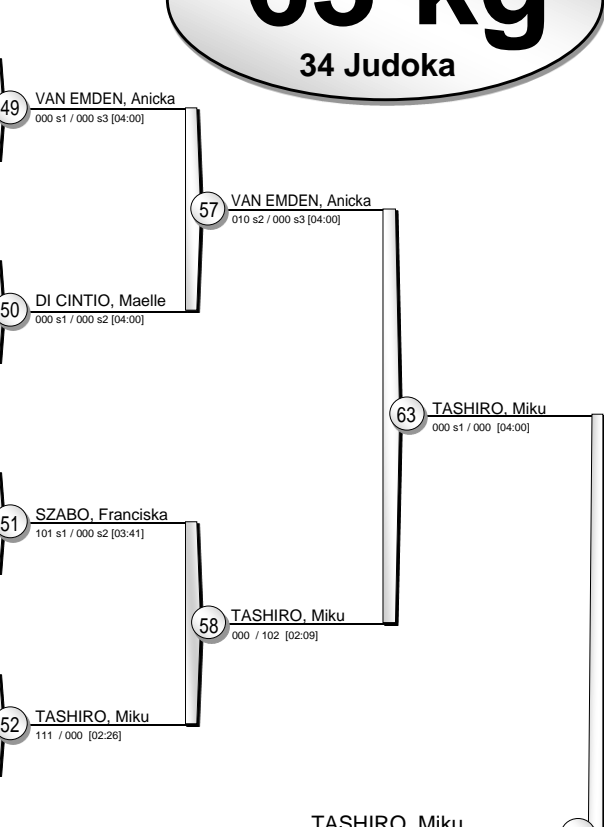 34 Judoka
49 VAN EMDEN, Anicka
000 s1 / 000 s3 [04:00]
57 VAN EMDEN, Anicka
010 s2 / 000 s3 [04:00]
50 DI CINTIO, Maelle
000 s1 / 000 s2 [04:00]
63 TASHIRO, Miku
000 s1 / 000 [04:00]
51 SZABO, Franciska
101 s1 / 000 s2 [03:41]
58 TASHIRO, Miku
000 / 102 [02:09]
52 TASHIRO, Miku
111 / 000 [02:26]
TASHIRO, Miku